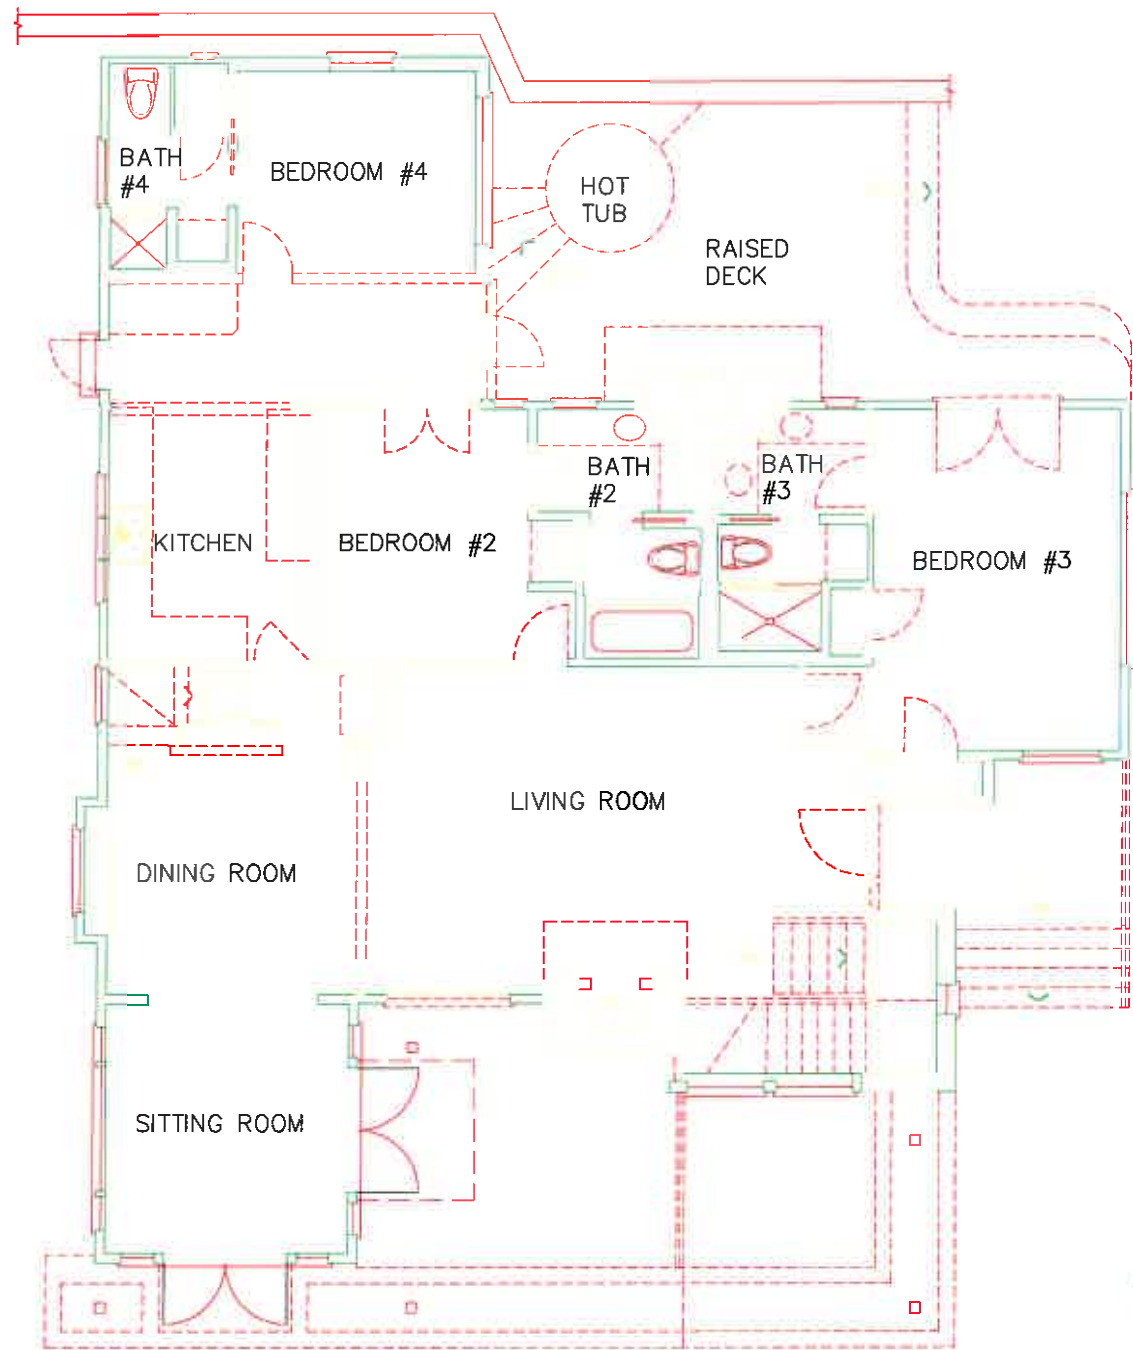 BATH
#4
BEDROOM #4
HOT
TUB
RAISED
DECK
KITCHEN
BEDROOM #2
BATH
#2
BATH
#3
BEDROOM #3
LIVING ROOM
DINING ROOM
SITTING ROOM